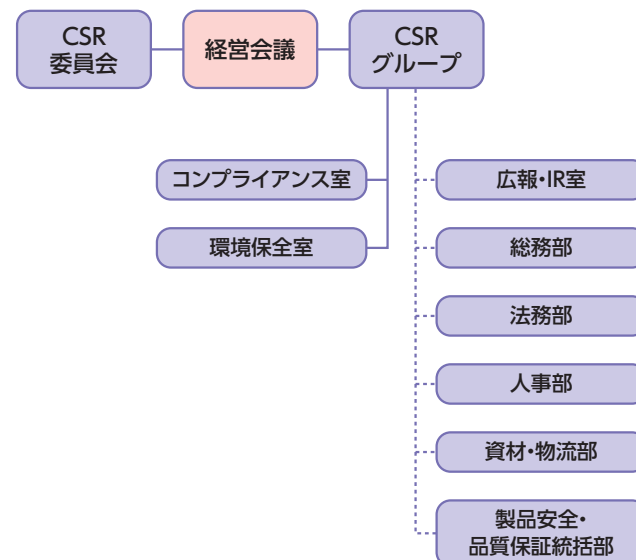 CSR
委員会
経営会議
CSR
グループ
コンプライアンス室
環境保全室
広報・IR室
総務部
法務部
人事部
資材・物流部
製品安全・
品質保証統括部